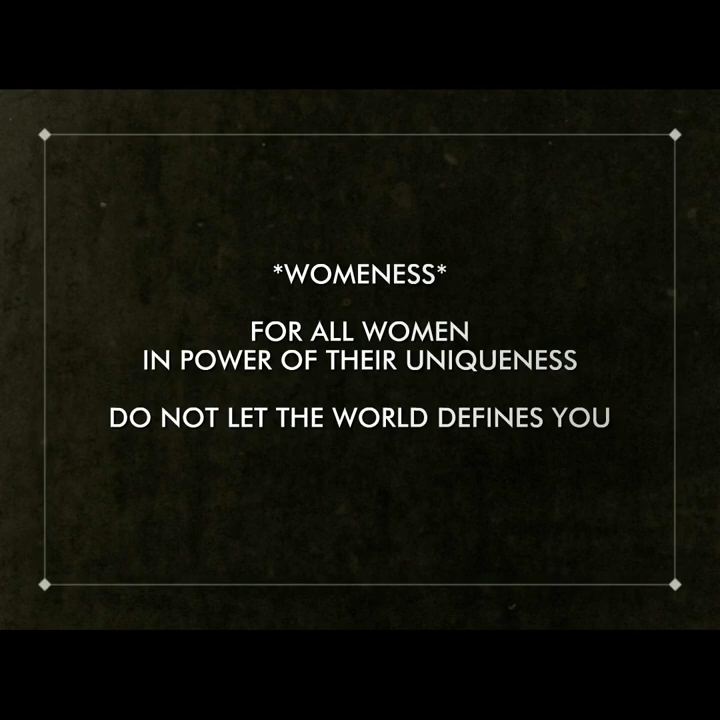 *WOMENESS*
FOR ALL WOMEN
IN POWER OF THEIR UNIQUENESS
DO NOT LET THE WORLD DEFINES YOU